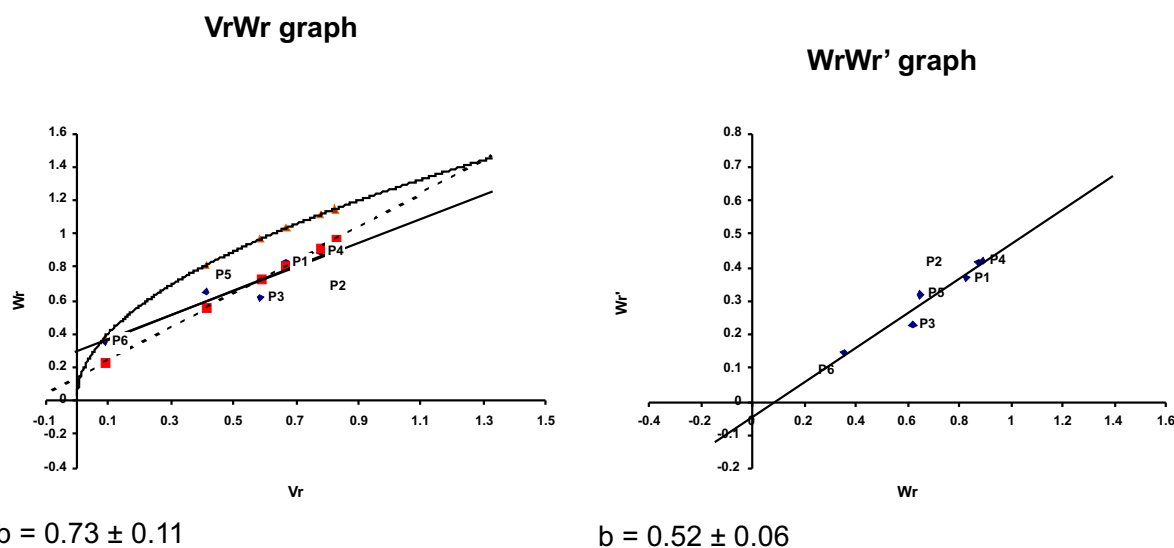 VrWr graph
WrWr’ graph
1.6
1.4
1.2
1
0.8
0.6
0.4
0.2
0
-0.2
-0.4
-0.1
0.1
0.3
0.5
0.7
0.9
1.1
1.3
1.5
Wr
Vr
P5
P1
P4
P3
P2
P6
0.8
0.7
0.6
0.5
0.4
0.3
0.2
0.1
0
-0.1
-0.2
-0.4
-0.2
0
0.2
0.4
0.6
0.8
1
1.2
1.4
1.6
Wr'
Wr
P2
P4
P1
P5
P3
P6
b = 0.73 ± 0.11
b = 0.52 ± 0.06